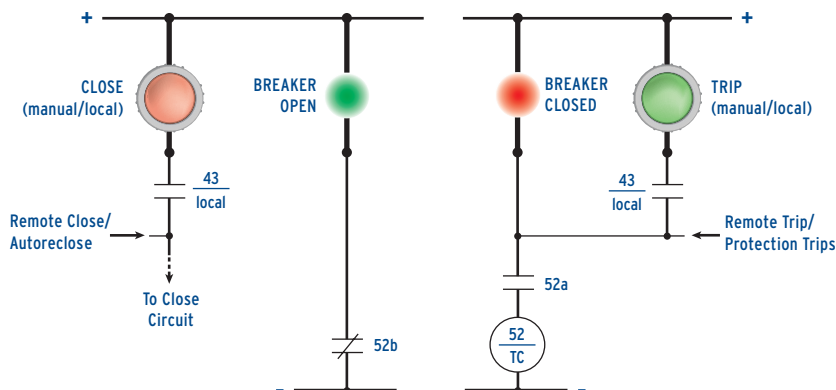 +
+
CLOSE
(manual/local)
BREAKER
OPEN
BREAKER
CLOSED
TRIP
(manual/local)
43
local
43
local
Remote Close/
Autoreclose
Remote Trip/
Protection Trips
To Close
Circuit
52a
52b
52
TC
–
–